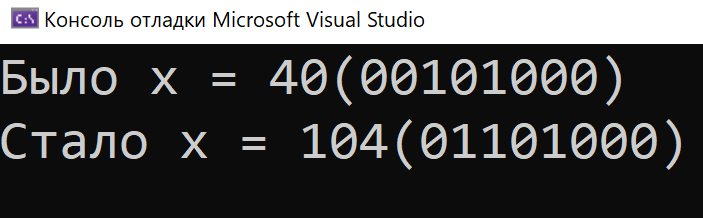 C:\ Консоль отладки Microsoft Visual Studio
Было x = 40(00101000)
Стало x = 104(01101000)